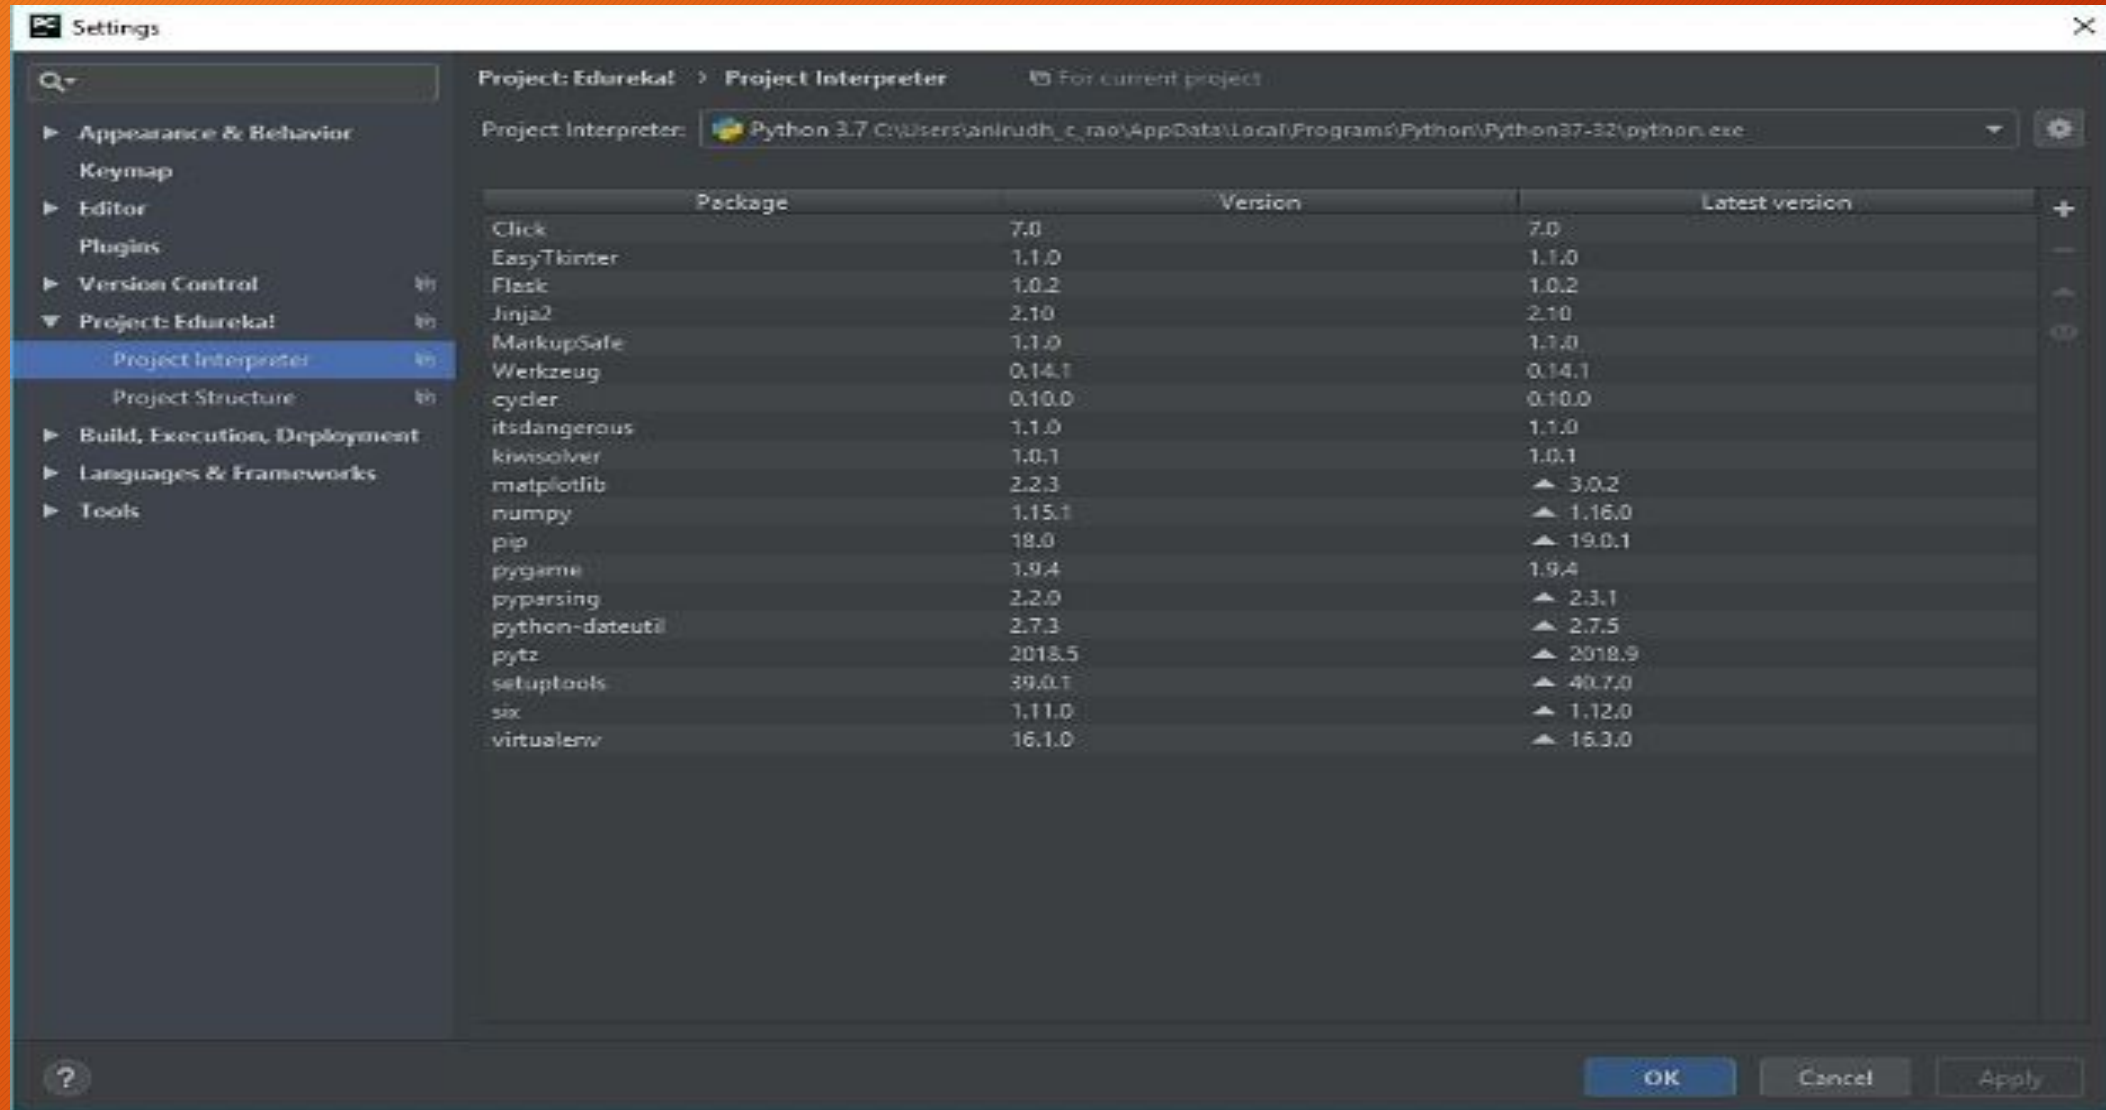 PC Settings
Project: Edureka! > Project Interpreter For current project
Appearance & Behavior
Keymap
Editor
Plugins
Version Control
Project: Edureka!
Project Interpreter
Project Structure
Build, Execution, Deployment
Languages & Frameworks
Tools
Project Interpreter: Python 3.7 C:\Users\anirudh_c_rao\AppData\Local\Programs\Python\Python37-32\python.exe
Package Version Latest version
Click 7.0 7.0
EasyTkinter 1.1.0 1.1.0
Flask 1.0.2 1.0.2
Jinja2 2.10 2.10
MarkupSafe 1.1.0 1.1.0
Werkzeug 0.14.1 0.14.1
cycler 0.10.0 0.10.0
itsdangerous 1.1.0 1.1.0
kiwisolver 1.0.1 1.0.1
matplotlib 2.2.3 3.0.2
numpy 1.15.1 1.16.0
pip 18.0 19.0.1
pygame 1.9.4 1.9.4
pyparsing 2.2.0 2.3.1
python-dateutil 2.7.3 2.7.5
pytz 2018.5 2018.9
setuptools 39.0.1 40.7.0
six 1.11.0 1.12.0
virtualenv 16.1.0 16.3.0
? OK Cancel Apply